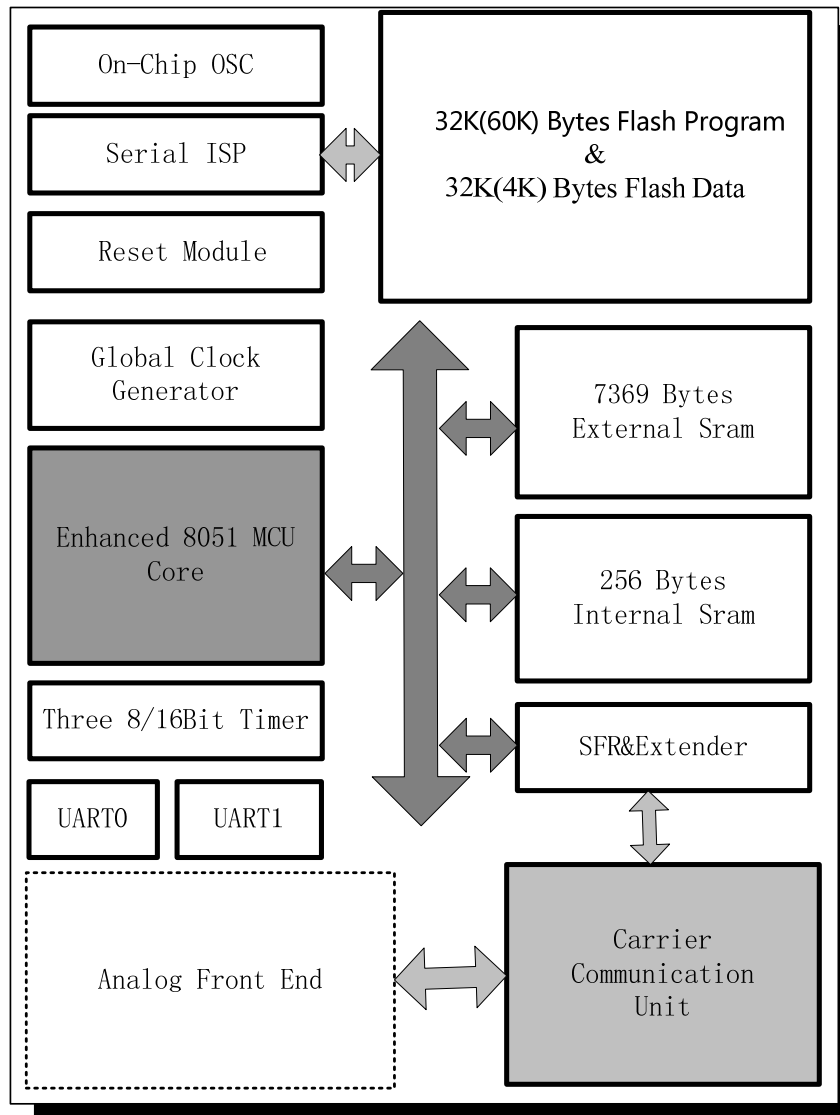 On-Chip OSC
Serial ISP
32K(60K) Bytes Flash Program
&
32K(4K) Bytes Flash Data
Reset Module
Global Clock
Generator
7369 Bytes
External Sram
Enhanced 8051 MCU
Core
256 Bytes
Internal Sram
Three 8/16Bit Timer
SFR&Extender
UART0
UART1
Analog Front End
Carrier
Communication
Unit